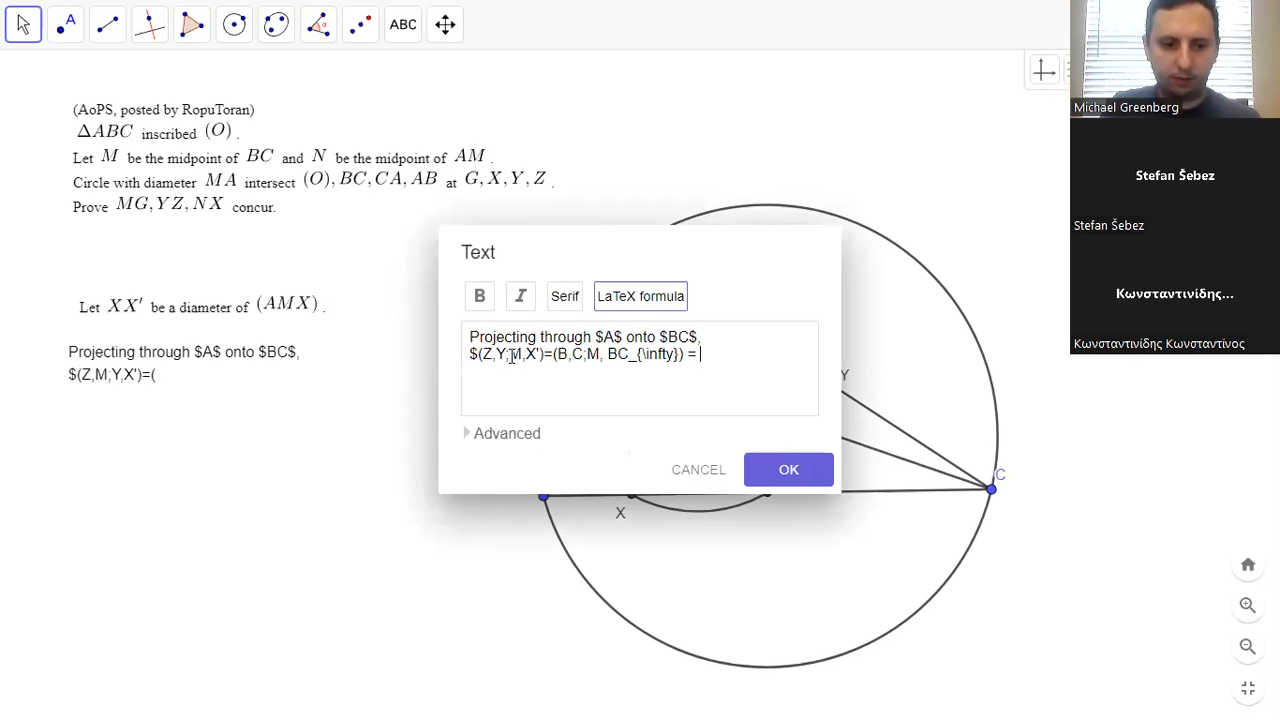 ABC
A
(AoPS, posted by RopuToran)
ΔABC inscribed (O) .
Let M be the midpoint of BC and N be the midpoint of AM .
Circle with diameter MA intersect (O), BC, CA, AB at G, X, Y, Z .
Prove MG, YZ, NX concur.
Let XX' be a diameter of (AMX) .
Projecting through $A$ onto $BC$,
$(Z,M;Y,X')=(
Text
B I Serif LaTeX formula
Projecting through $A$ onto $BC$,
$(Z,Y;M,X')=(B,C;M, BC_{\infty}) =
Advanced
CANCEL OK
Y
C
X
Michael Greenberg
Stefan Šebez
Stefan Šebez
Κωνσταντινίδης...
Κωνσταντινίδης Κωνσταντίνος